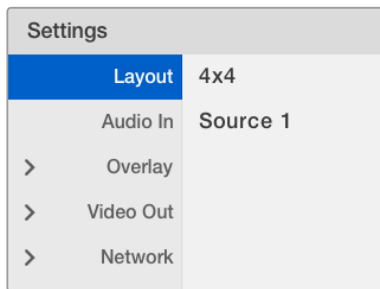 Settings
Layout 4x4
Audio In Source 1
Overlay
Video Out
Network